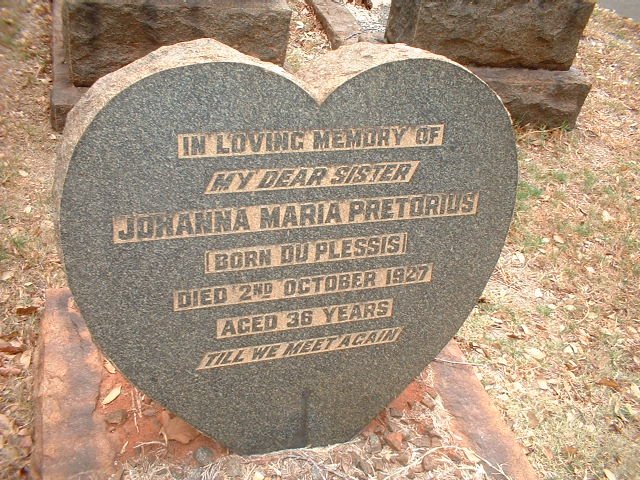 IN LOVING MEMORY OF
MY DEAR SISTER
JOHANNA MARIA PRETORIUS
(BORN DU PLESSIS)
DIED 2ND OCTOBER 1927
AGED 36 YEARS
TILL WE MEET AGAIN